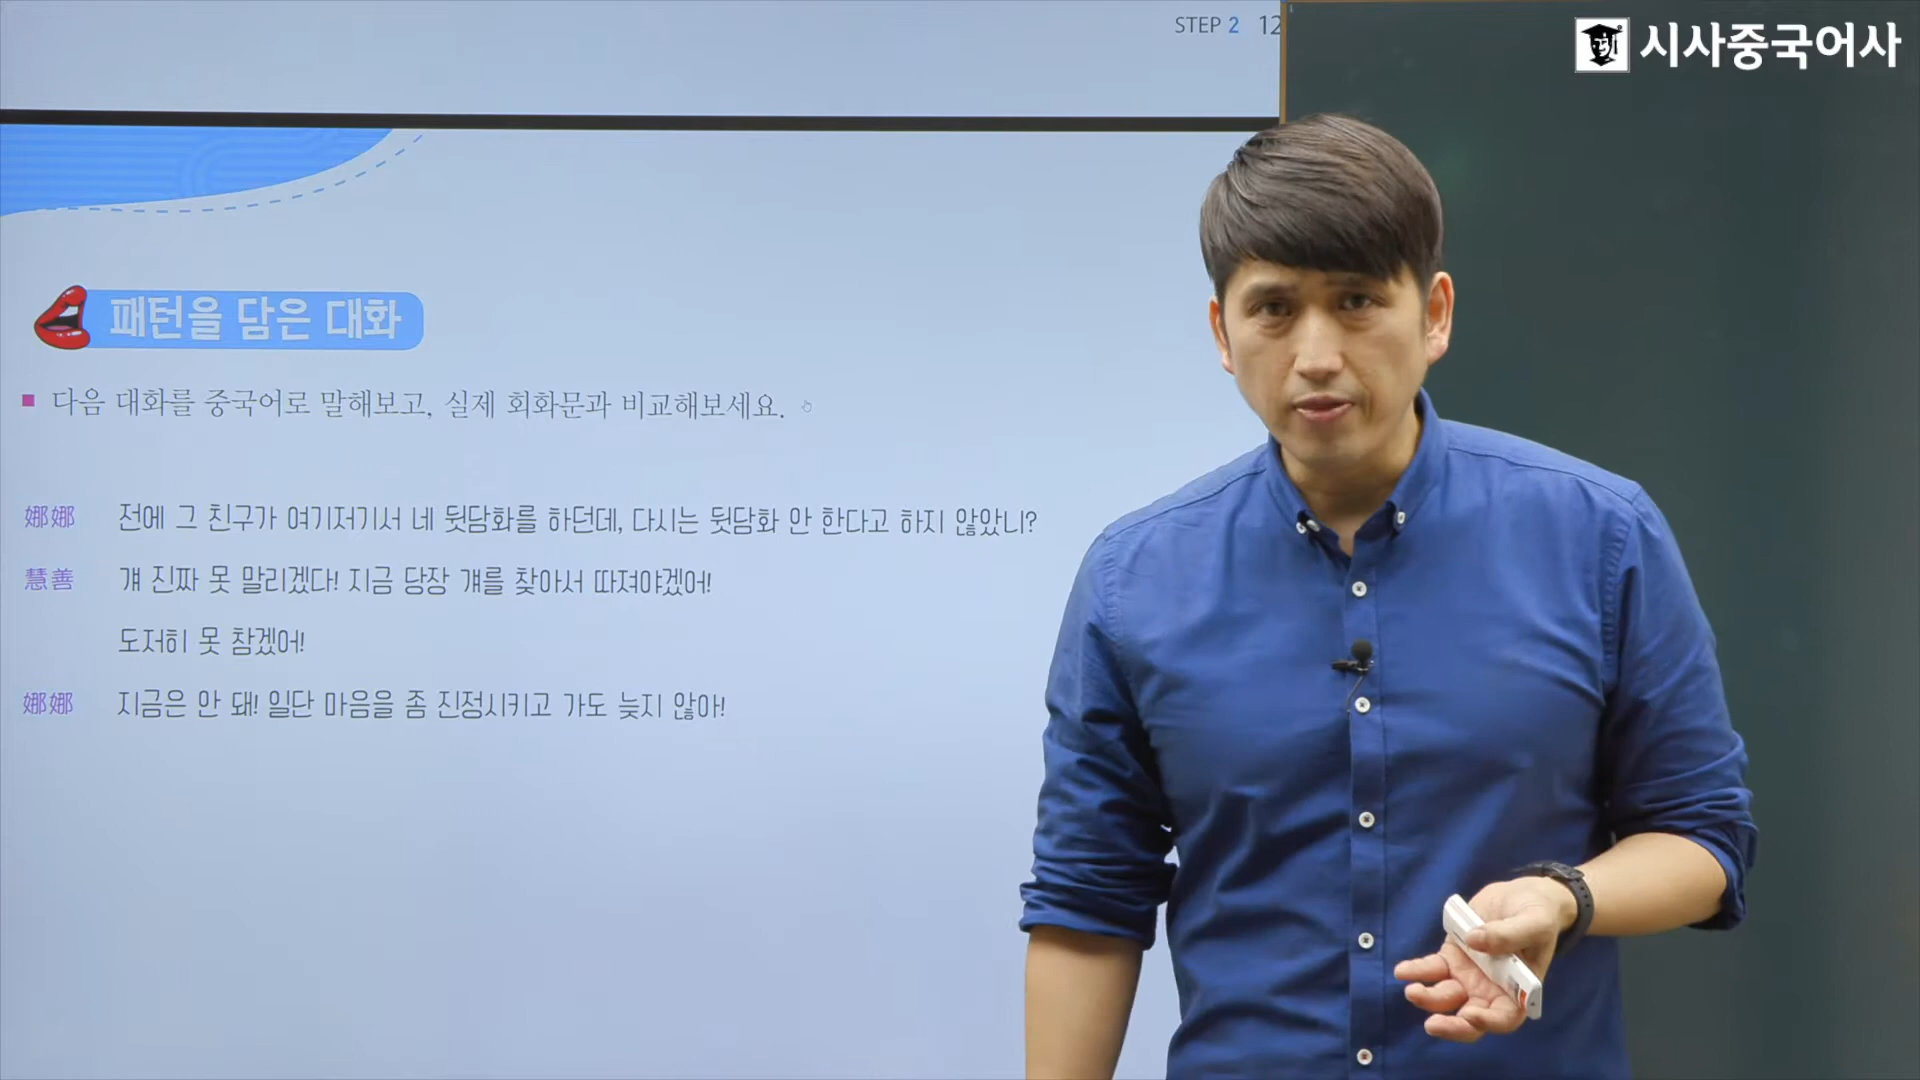 STEP 2 12
시사중국어사
패턴을 담은 대화
다음 대화를 중국어로 말해보고, 실제 회화문과 비교해보세요.
娜娜 전에 그 친구가 여기저기서 네 뒷담화를 하던데, 다시는 뒷담화 안 한다고 하지 않았니?
慧善 걔 진짜 못 말리겠다! 지금 당장 걔를 찾아서 따져야겠어!
도저히 못 참겠어!
娜娜 지금은 안 돼! 일단 마음을 좀 진정시키고 가도 늦지 않아!